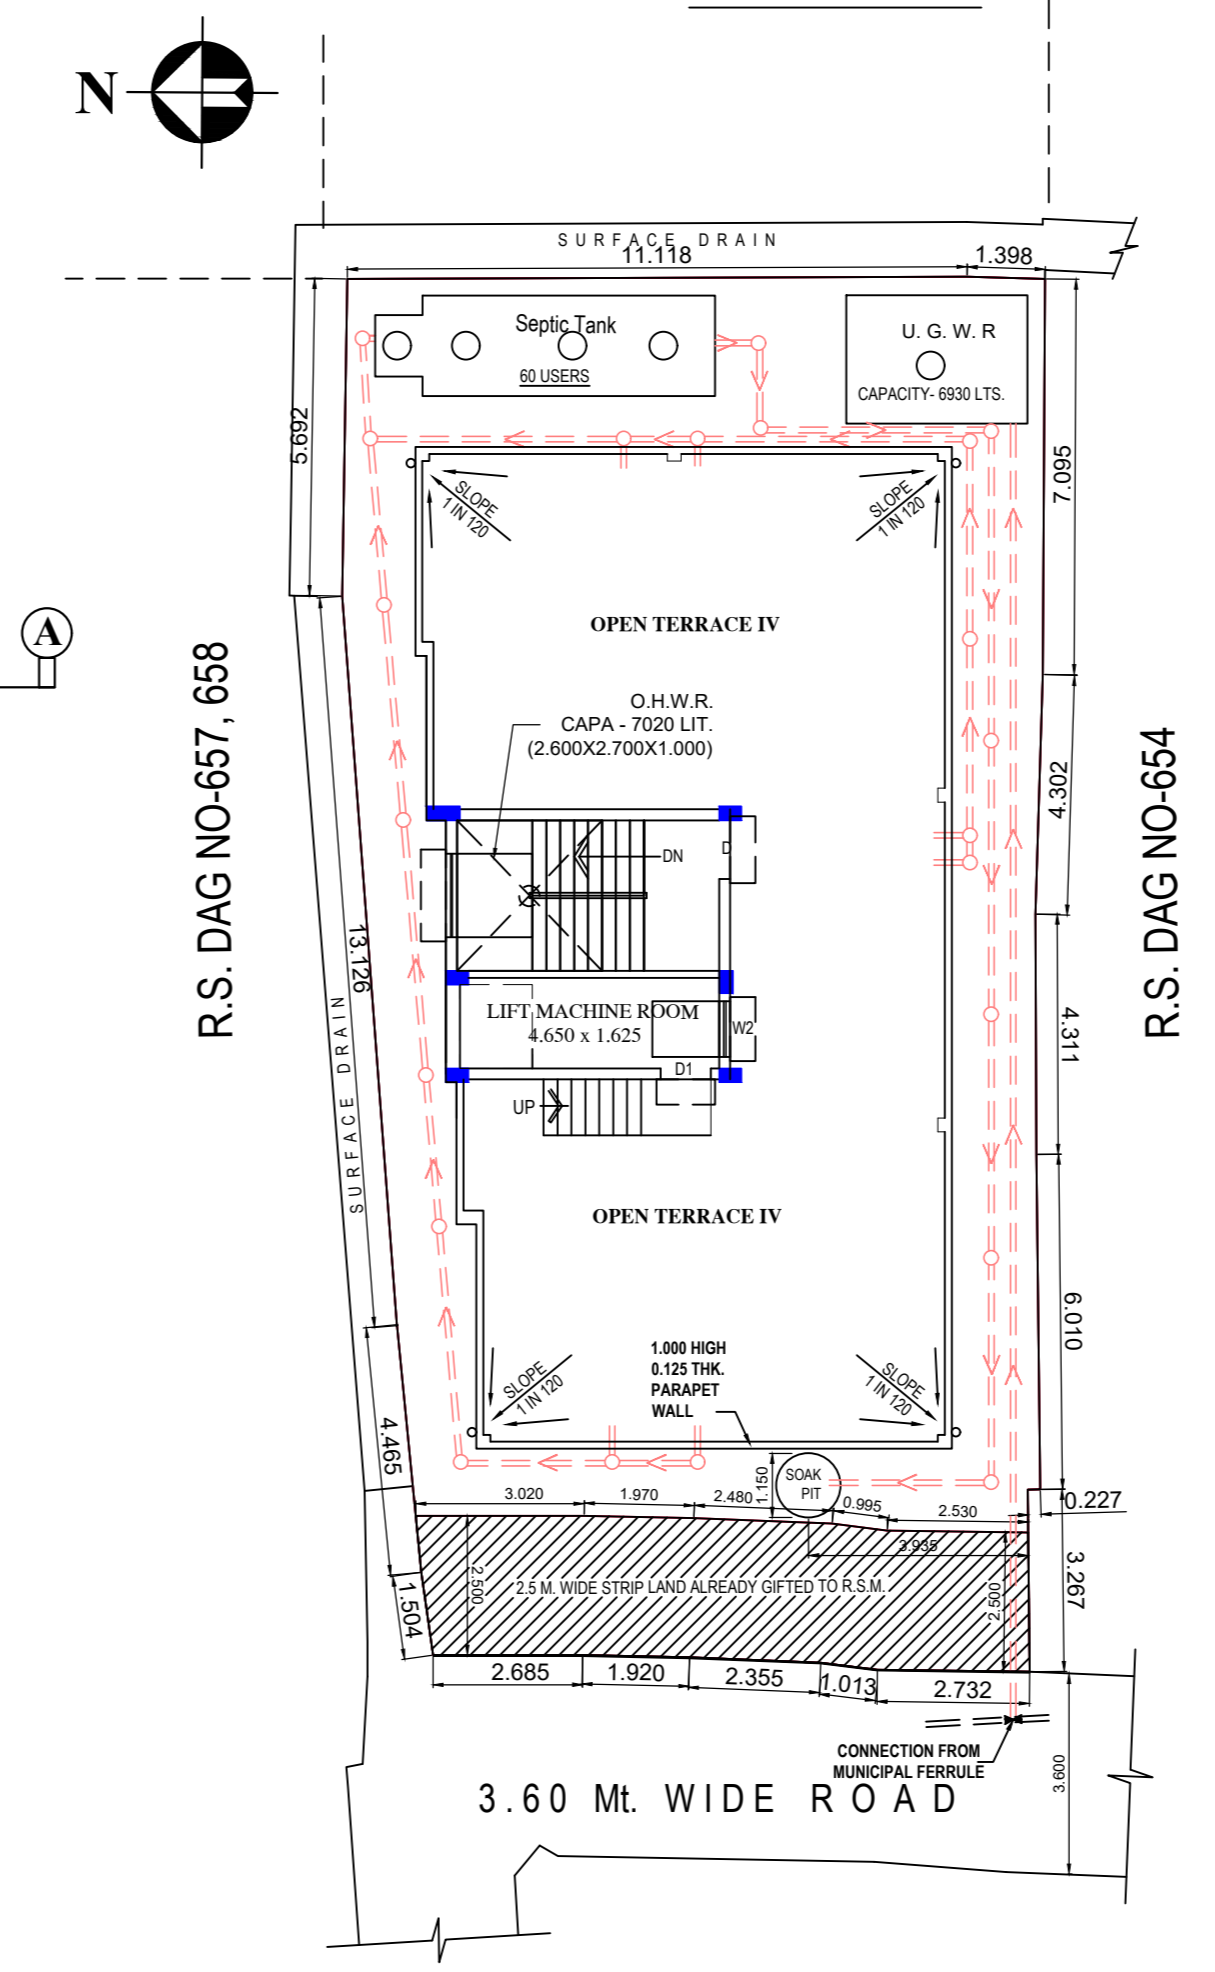 N
SURFACE DRAIN
11.118
1.398
Septic Tank
60 USERS
U. G. W. R
CAPACITY- 6930 LTS.
5.692
7.095
SLOPE
1 IN 120
SLOPE
1 IN 120
OPEN TERRACE IV
A
R.S. DAG NO-657, 658
O.H.W.R.
CAPA - 7020 LIT.
(2.600X2.700X1.000)
4.302
R.S. DAG NO-654
DN
D
13.126
SURFACE DRAIN
LIFT MACHINE ROOM
4.650 x 1.625
W2
D1
4.311
UP
OPEN TERRACE IV
6.010
1.000 HIGH
0.125 THK.
PARAPET
WALL
SLOPE
1 IN 120
SLOPE
1 IN 120
4.465
SOAK
PIT
1.150
3.020
1.970
2.480
0.995
2.530
0.227
3.935
2.500
2.5 M. WIDE STRIP LAND ALREADY GIFTED TO R.S.M.
2.500
3.267
1.504
2.685
1.920
2.355
1.013
2.732
CONNECTION FROM
MUNICIPAL FERRULE
3.600
3.60 Mt. WIDE ROAD